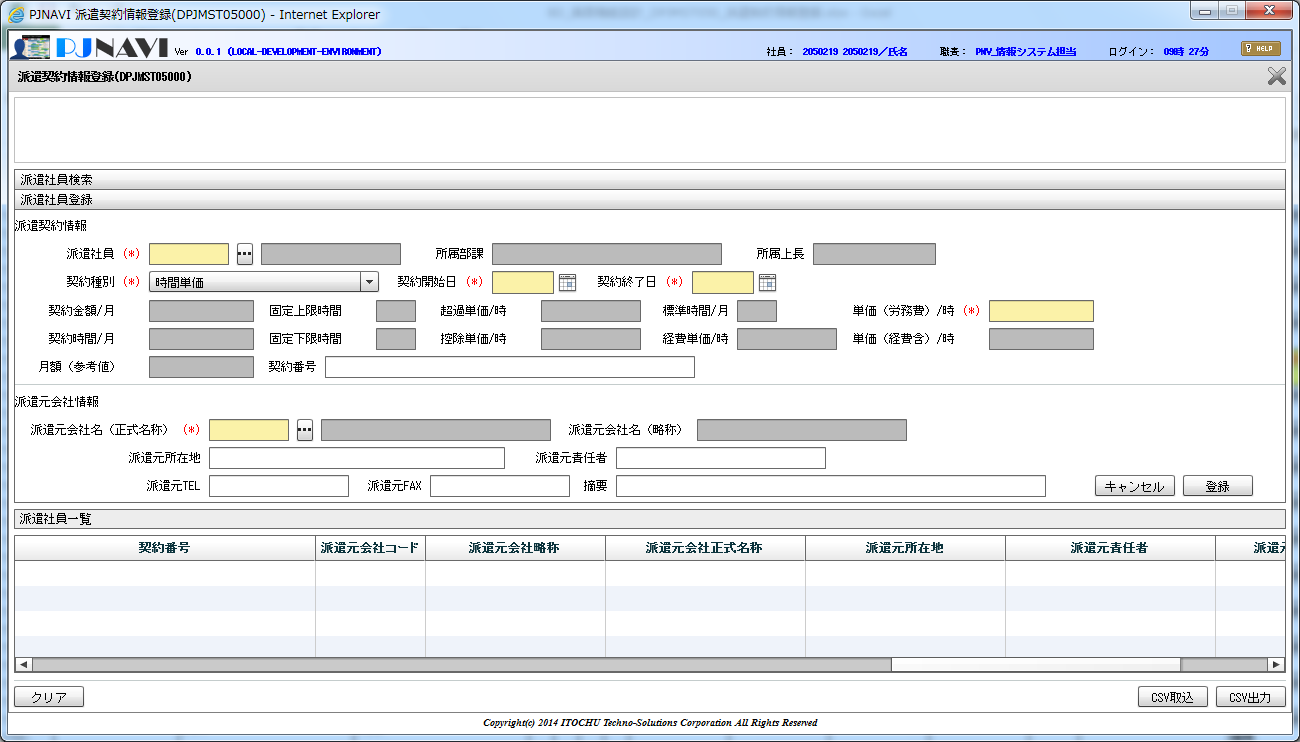 PJNAVI 派遣契約情報登録(DPJMST05000) - Internet Explorer
PJNAVI Ver 0.0.1 (LOCAL-DEVELOPMENT-ENVIRONMENT) 社員： 2050219 2050219／氏名 職責： PNV_情報システム担当 ログイン： 09時 27分 ? HELP
派遣契約情報登録(DPJMST05000)
派遣社員検索
派遣社員登録
派遣契約情報
派遣社員 (*) 所属部課 所属上長
契約種別 (*) 時間単価 契約開始日 (*) 契約終了日 (*)
契約金額/月 固定上限時間 超過単価/時 標準時間/月 単価（労務費）/時 (*)
契約時間/月 固定下限時間 控除単価/時 経費単価/時 単価（経費含）/時
月額（参考値） 契約番号
派遣元会社情報
派遣元会社名（正式名称） (*) 派遣元会社名（略称）
派遣元所在地 派遣元責任者
派遣元TEL 派遣元FAX 摘要 キャンセル 登録
派遣社員一覧
契約番号 派遣元会社コード 派遣元会社略称 派遣元会社正式名称 派遣元所在地 派遣元責任者 派遣元
クリア CSV取込 CSV出力
Copyright(c) 2014 ITOCHU Techno-Solutions Corporation All Rights Reserved